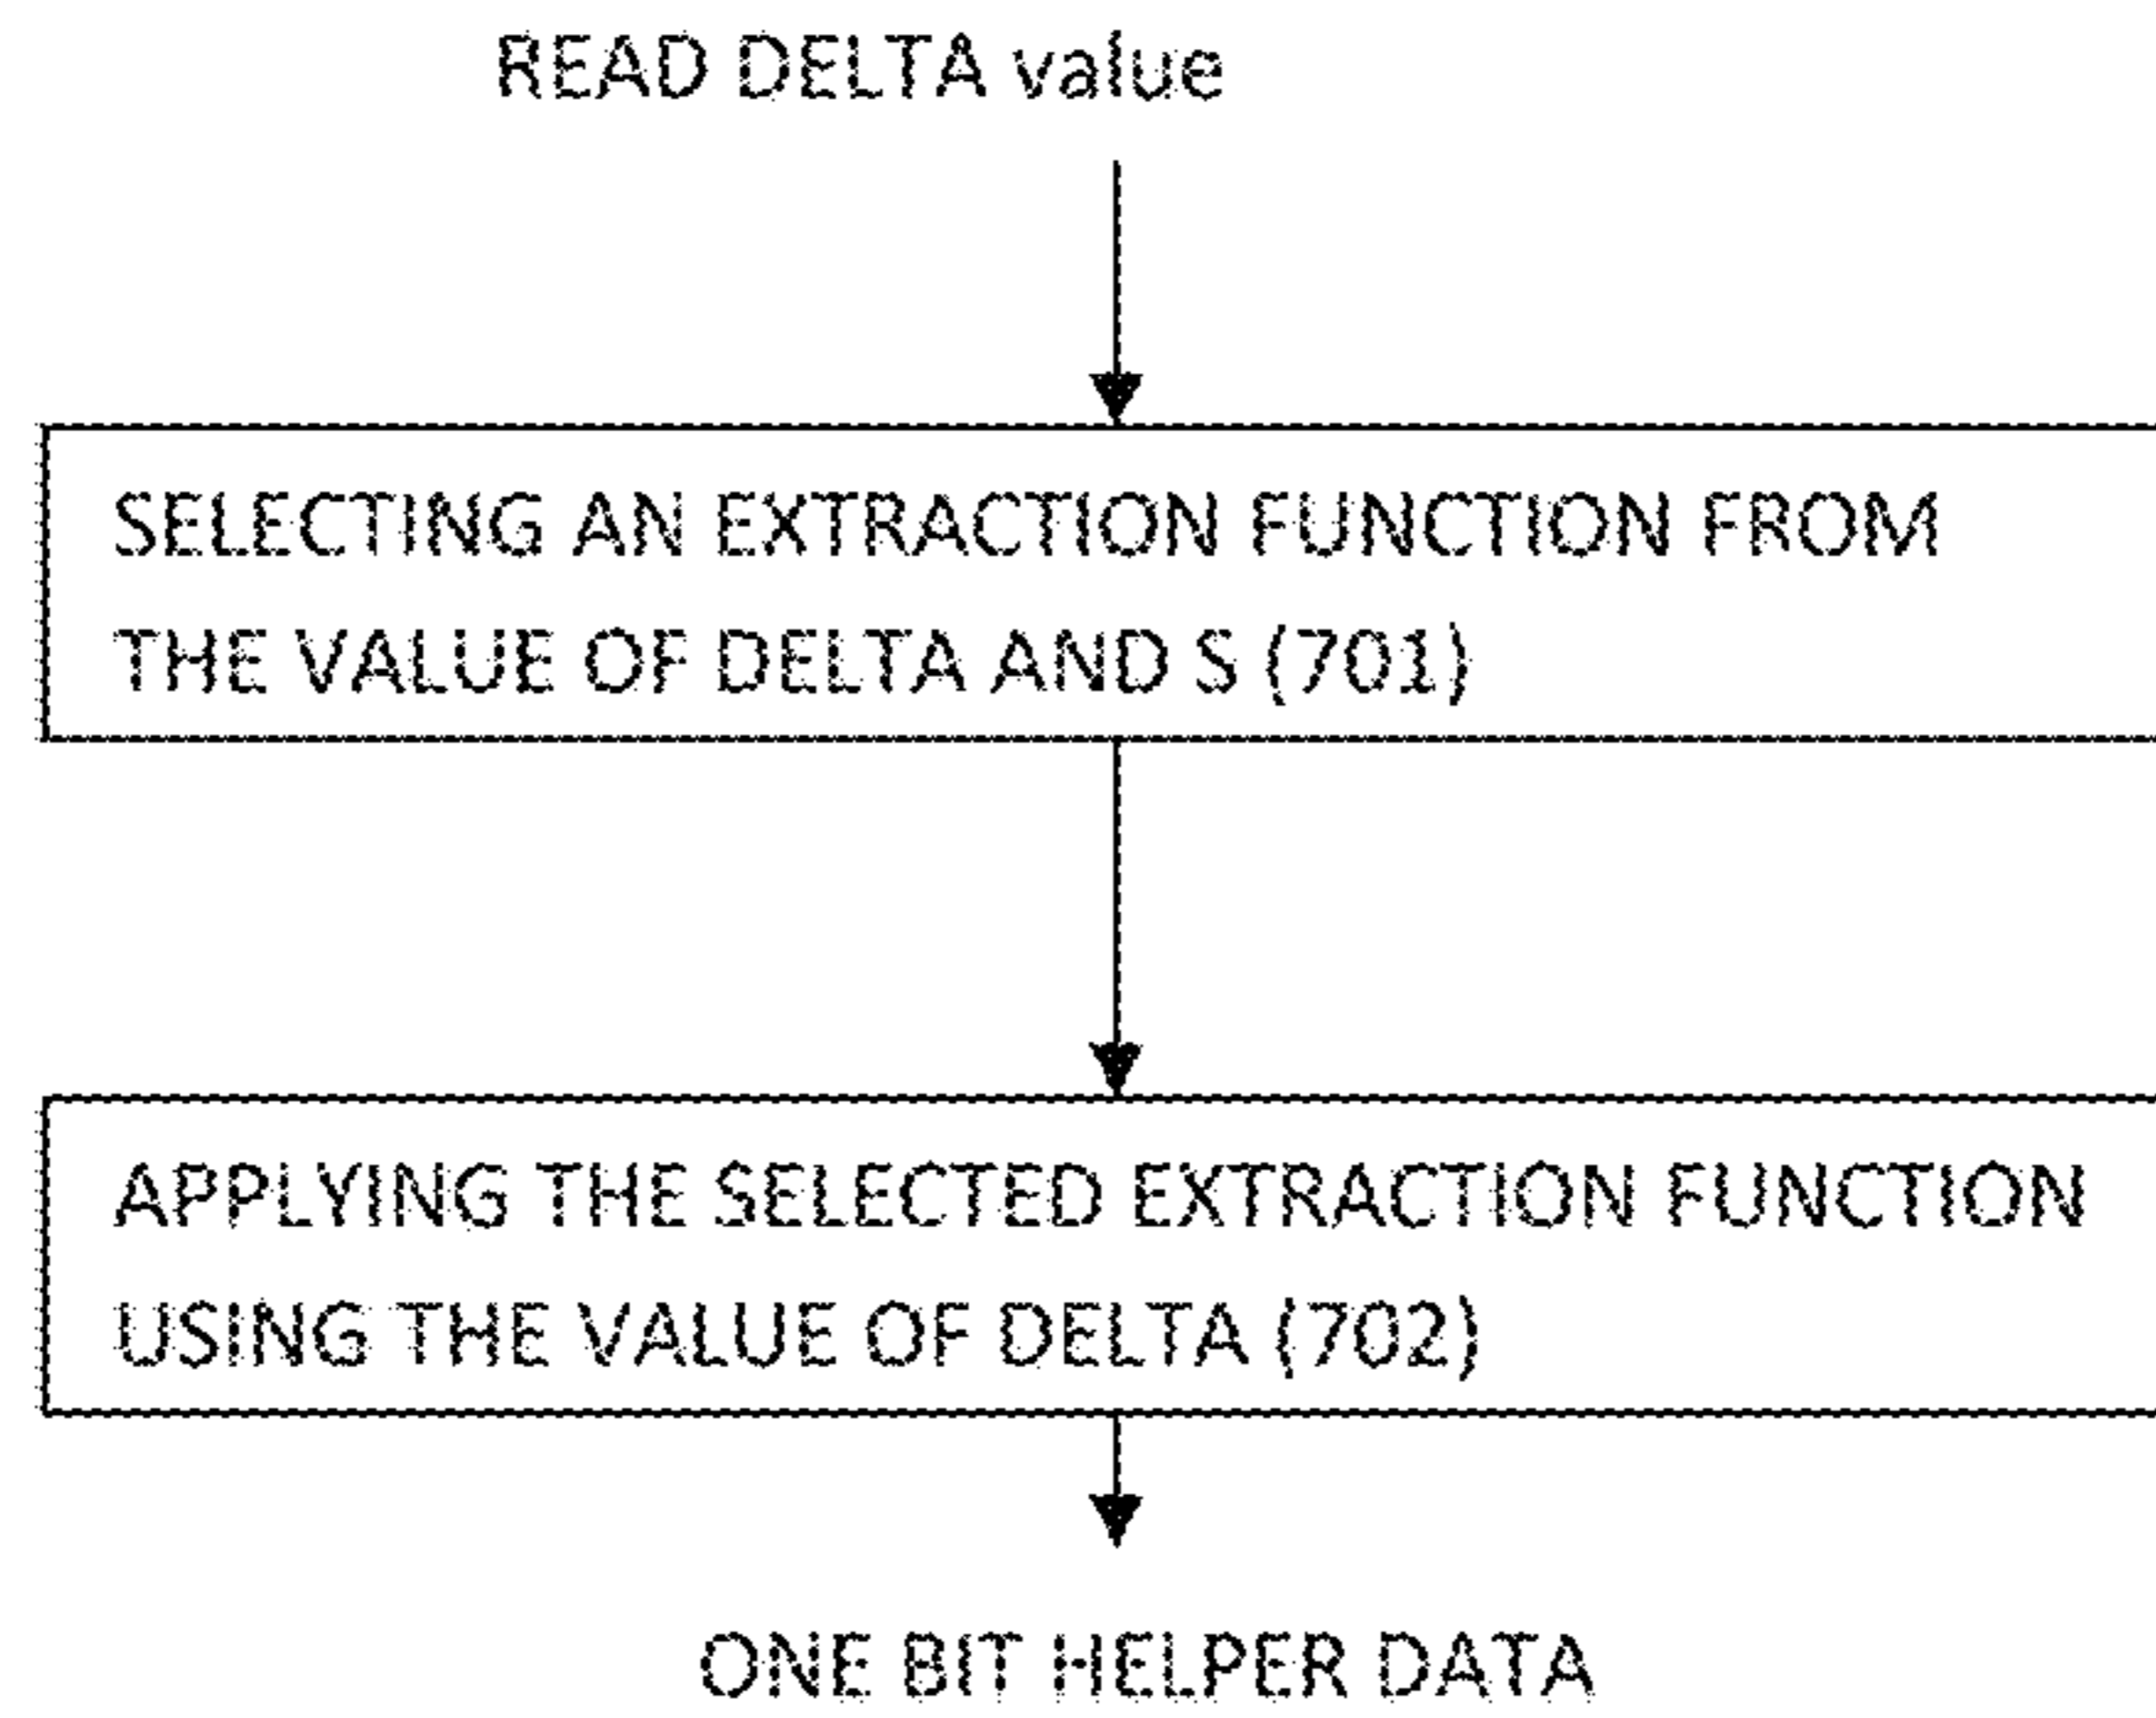 READ DELTA value
SELECTING AN EXTRACTION FUNCTION FROM
THE VALUE OF DELTA AND S (701)
APPLYING THE SELECTED EXTRACTION FUNCTION
USING THE VALUE OF DELTA (702)
ONE BIT HELPER DATA